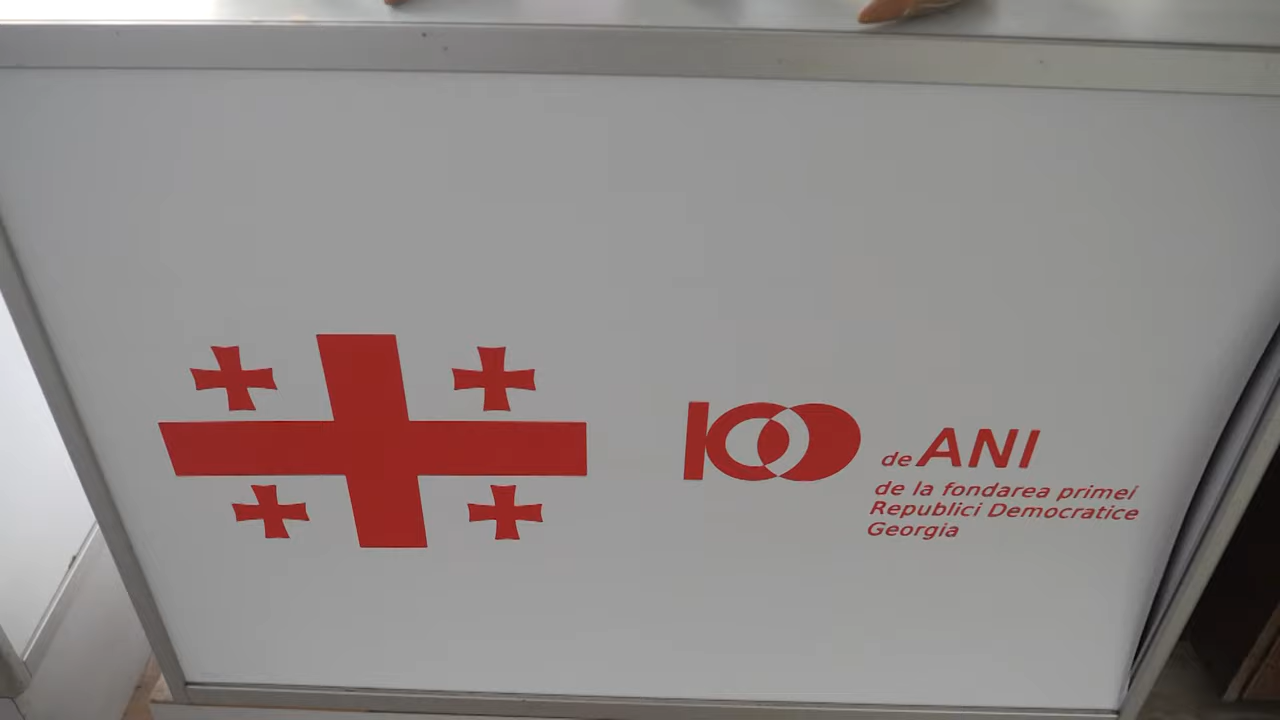 100 de ANI
de la fondarea primei
Republici Democratice
Georgia